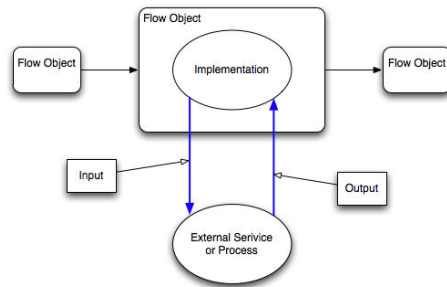 Flow Object
Flow Object
Implementation
Flow Object
Input
Output
External Serivice
or Process